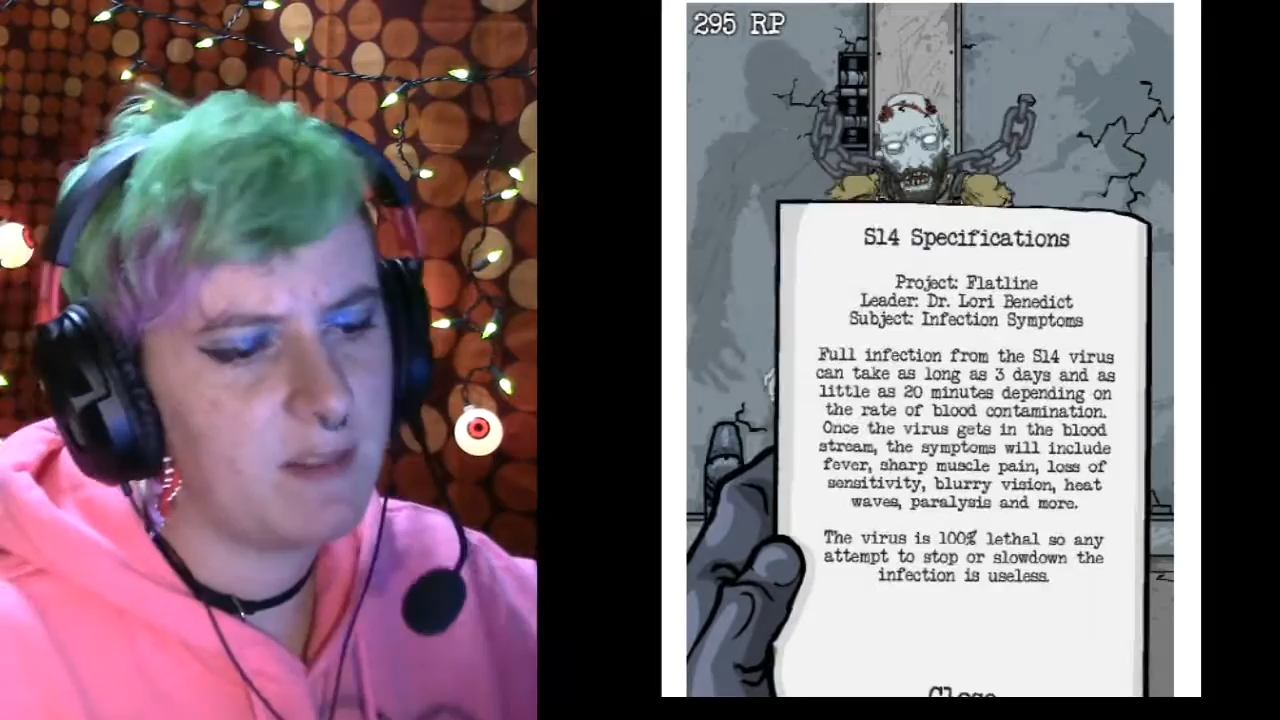 295 RP
S14 Specifications
Project: Flatline
Leader: Dr. Lori Benedict
Subject: Infection Symptoms
Full infection from the S14 virus
can take as long as 3 days and as
little as 20 minutes depending on
the rate of blood contamination.
Once the virus gets in the blood
stream, the symptoms will include
fever, sharp muscle pain, loss of
sensitivity, blurry vision, heat
waves, paralysis and more.
The virus is 100% lethal so any
attempt to stop or slowdown the
infection is useless.
Close